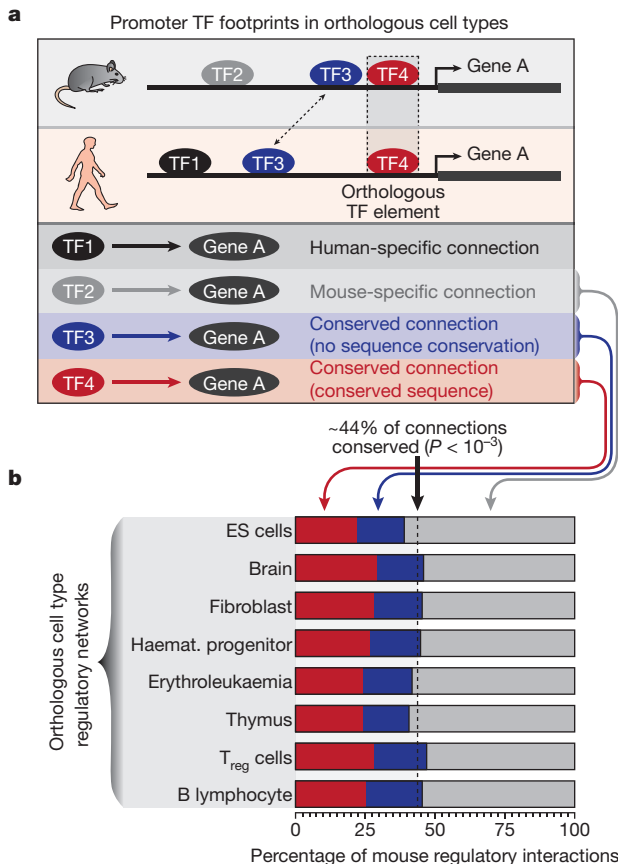 a
Promoter TF footprints in orthologous cell types
TF2
TF3
TF4
Gene A
TF1
TF3
TF4
Gene A
Orthologous
TF element
TF1
Gene A
Human-specific connection
TF2
Gene A
Mouse-specific connection
TF3
Gene A
Conserved connection
(no sequence conservation)
TF4
Gene A
Conserved connection
(conserved sequence)
~44% of connections
conserved (P < 10⁻³)
b
Orthologous cell type
regulatory networks
ES cells
Brain
Fibroblast
Haemat. progenitor
Erythroleukaemia
Thymus
Treg cells
B lymphocyte
0 25 50 75 100
Percentage of mouse regulatory interactions